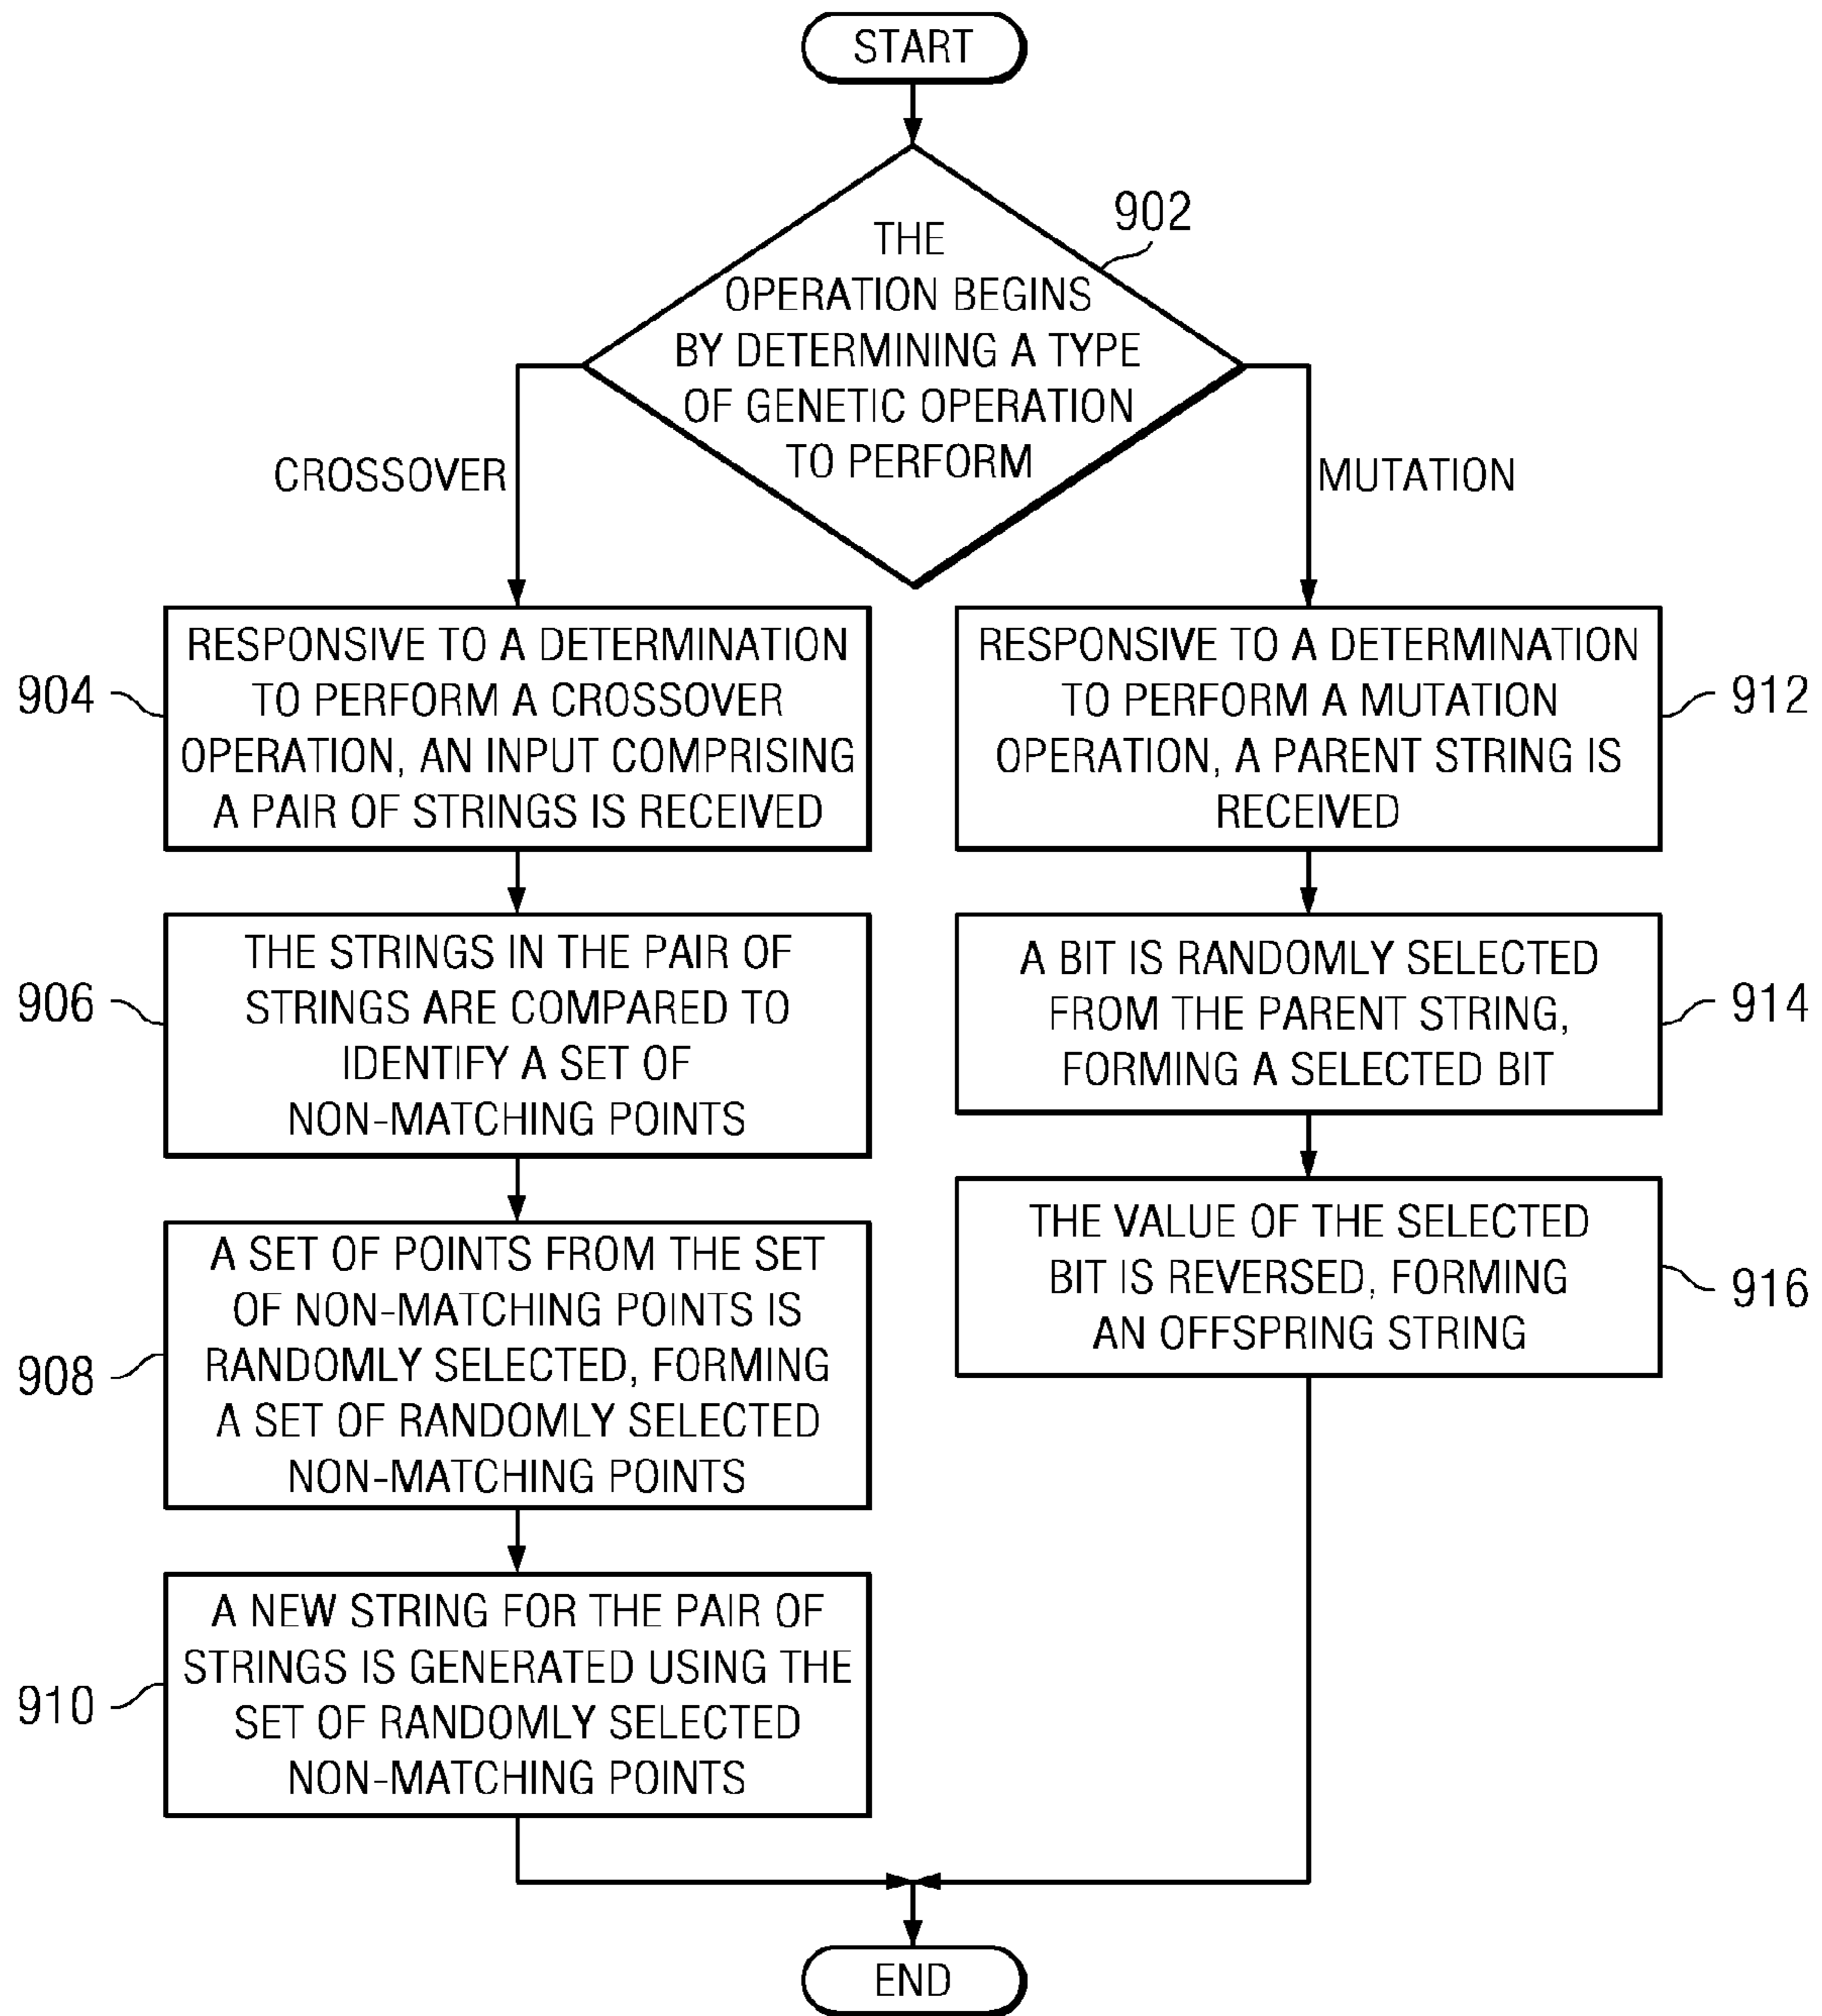 START
902
THE
OPERATION BEGINS
BY DETERMINING A TYPE
OF GENETIC OPERATION
TO PERFORM
CROSSOVER
MUTATION
904
RESPONSIVE TO A DETERMINATION
TO PERFORM A CROSSOVER
OPERATION, AN INPUT COMPRISING
A PAIR OF STRINGS IS RECEIVED
906
THE STRINGS IN THE PAIR OF
STRINGS ARE COMPARED TO
IDENTIFY A SET OF
NON-MATCHING POINTS
908
A SET OF POINTS FROM THE SET
OF NON-MATCHING POINTS IS
RANDOMLY SELECTED, FORMING
A SET OF RANDOMLY SELECTED
NON-MATCHING POINTS
910
A NEW STRING FOR THE PAIR OF
STRINGS IS GENERATED USING THE
SET OF RANDOMLY SELECTED
NON-MATCHING POINTS
RESPONSIVE TO A DETERMINATION
TO PERFORM A MUTATION
OPERATION, A PARENT STRING IS
RECEIVED
912
A BIT IS RANDOMLY SELECTED
FROM THE PARENT STRING,
FORMING A SELECTED BIT
914
THE VALUE OF THE SELECTED
BIT IS REVERSED, FORMING
AN OFFSPRING STRING
916
END